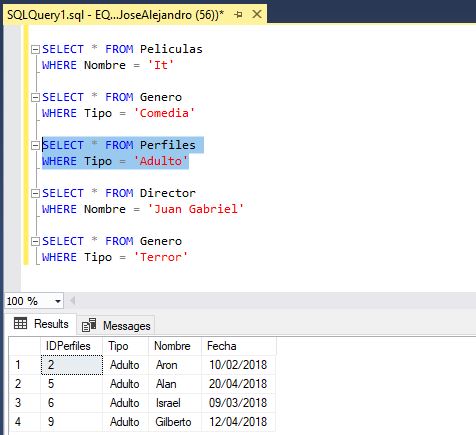 SQLQuery1.sql - EQ...JoseAlejandro (56))*
SELECT * FROM Peliculas
WHERE Nombre = 'It'
SELECT * FROM Genero
WHERE Tipo = 'Comedia'
SELECT * FROM Perfiles
WHERE Tipo = 'Adulto'
SELECT * FROM Director
WHERE Nombre = 'Juan Gabriel'
SELECT * FROM Genero
WHERE Tipo = 'Terror'
100 %
Results Messages
IDPerfiles Tipo Nombre Fecha
1 2 Adulto Aron 10/02/2018
2 5 Adulto Alan 20/04/2018
3 6 Adulto Israel 09/03/2018
4 9 Adulto Gilberto 12/04/2018